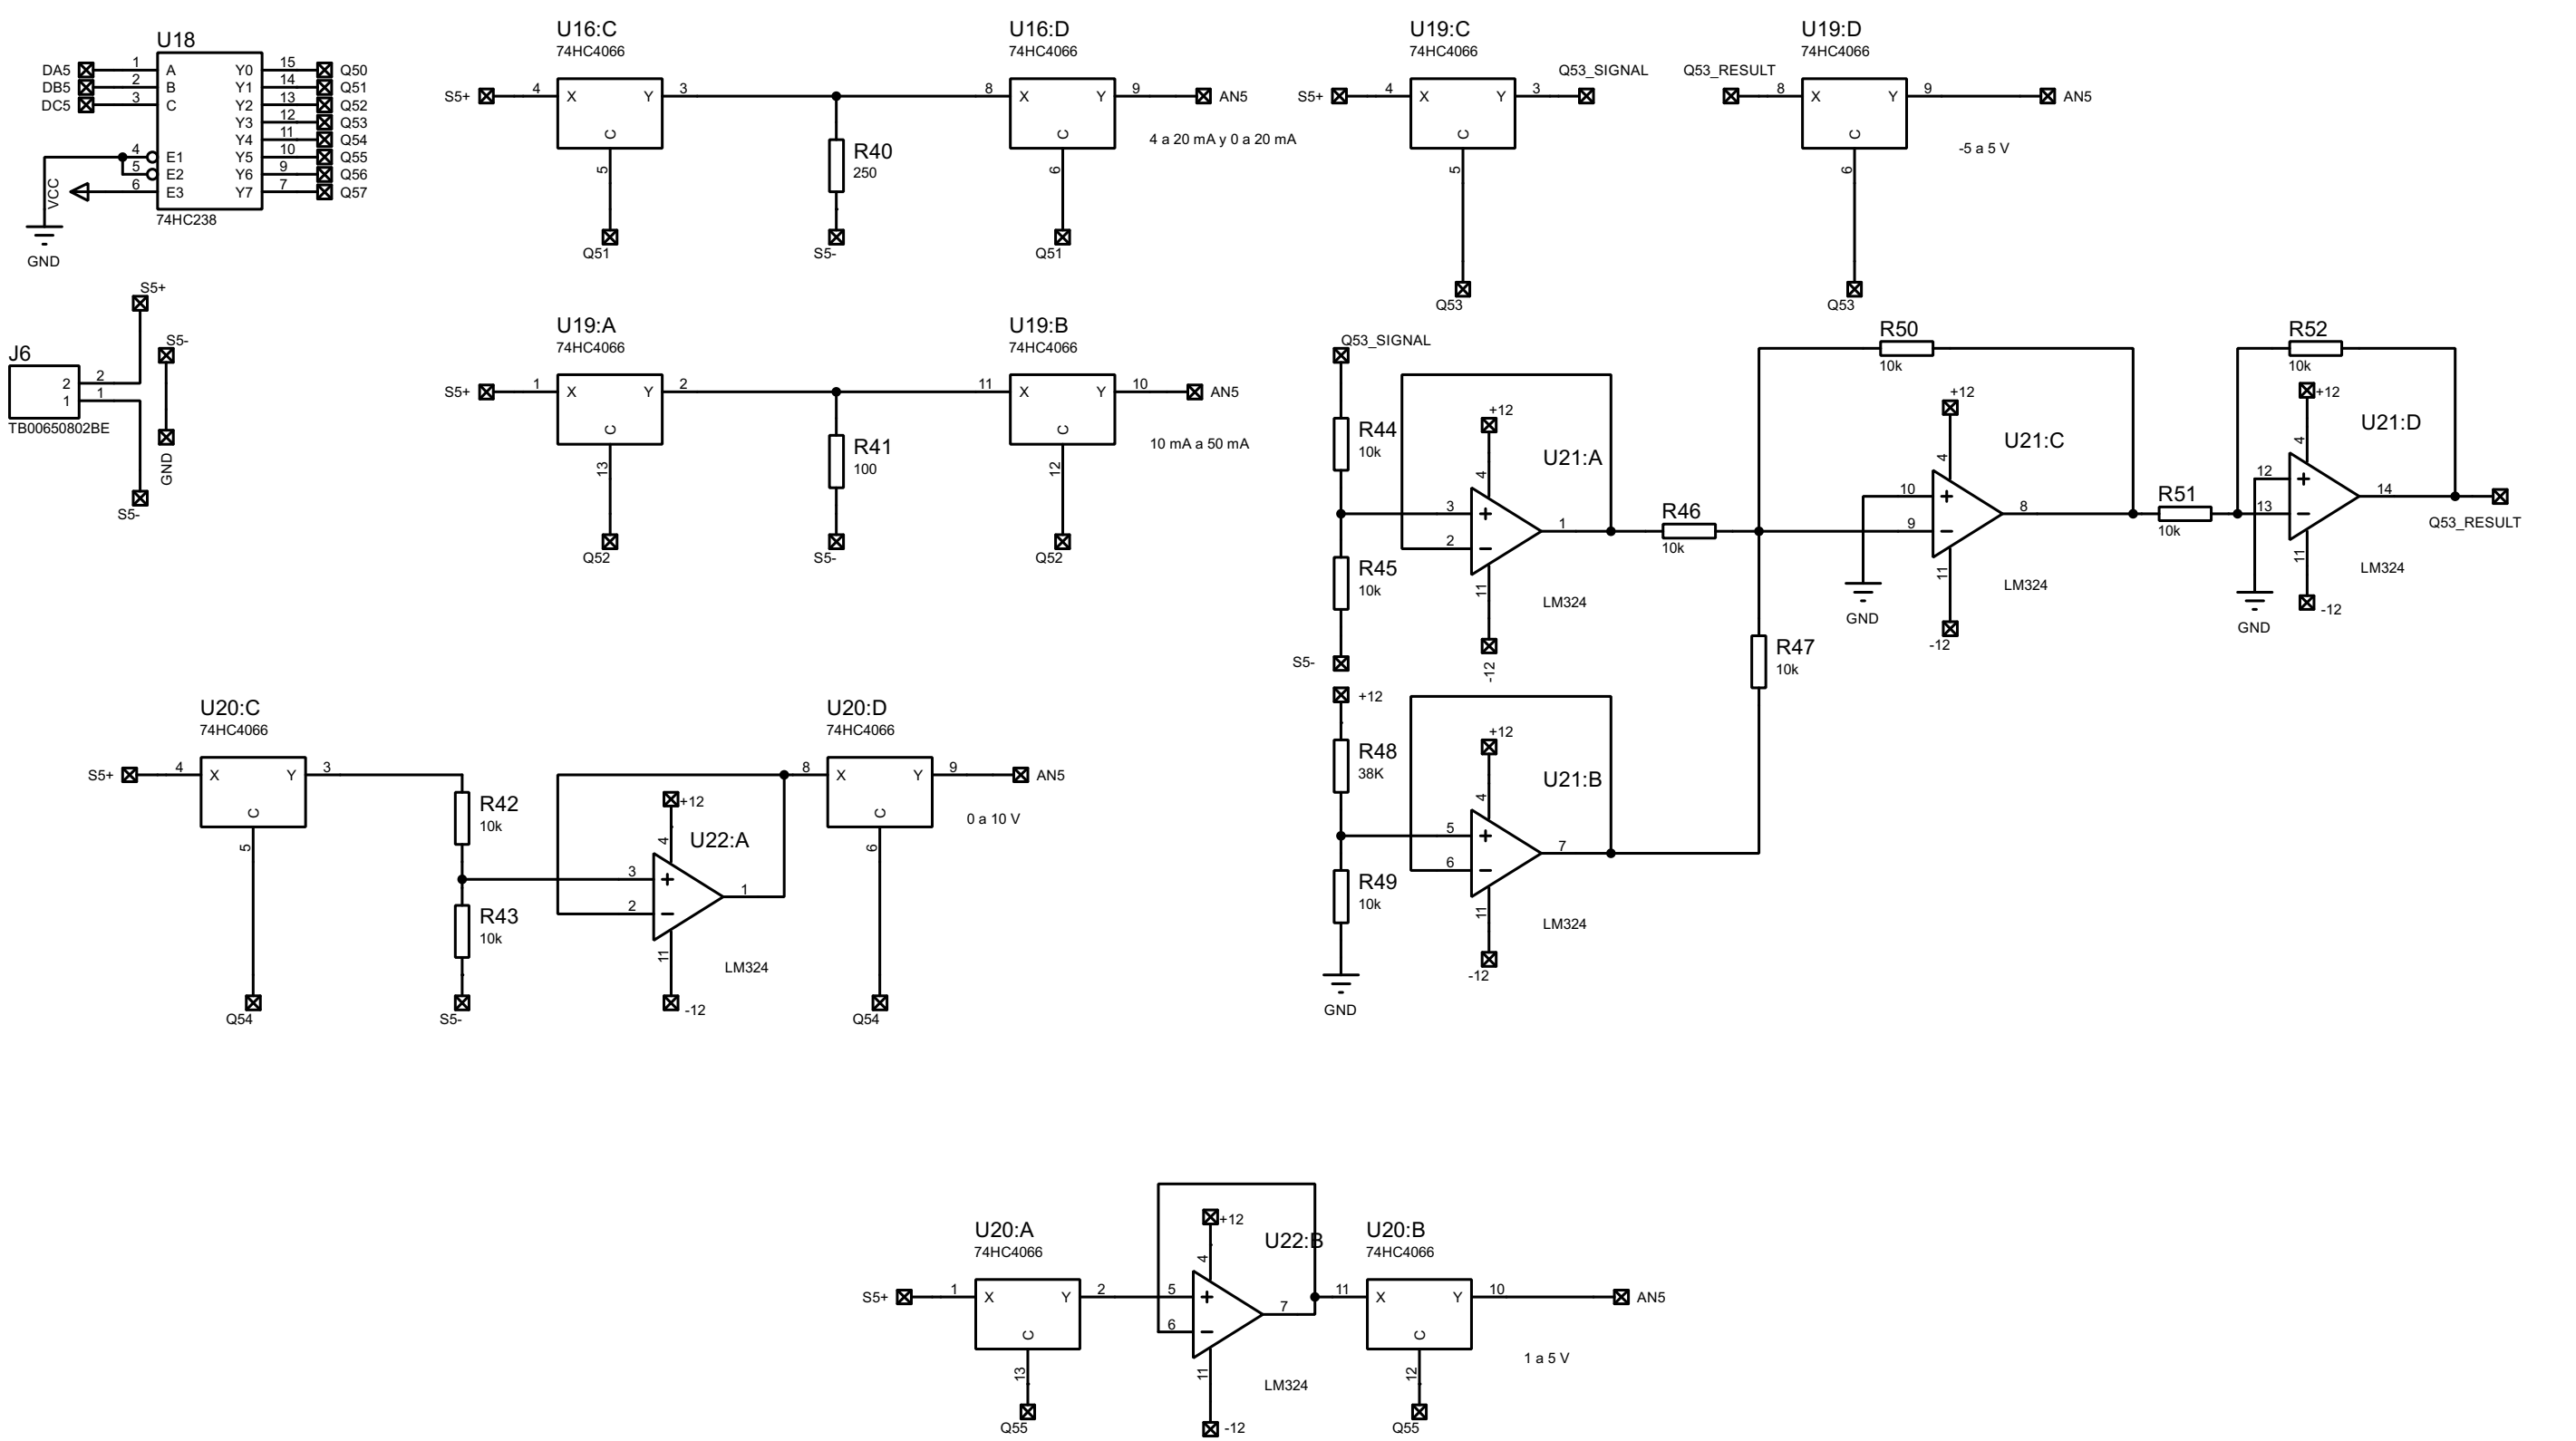 U18
DA5 1 A Y0 15 Q50
DB5 2 B Y1 14 Q51
DC5 3 C Y2 13 Q52
Y3 12 Q53
Y4 11 Q54
4 E1 Y5 10 Q55
5 E2 Y6 9 Q56
VCC 6 E3 Y7 7 Q57
74HC238
GND
U16:C
74HC4066
S5+ 4 X Y 3
C
5
Q51
R40
250
S5-
U16:D
74HC4066
8 X Y 9 AN5
C
6
Q51
4 a 20 mA y 0 a 20 mA
U19:C
74HC4066
S5+ 4 X Y 3
Q53_SIGNAL
C
5
Q53
U19:D
74HC4066
Q53_RESULT
8 X Y 9 AN5
C
6
Q53
-5 a 5 V
S5+
S5-
J6
2 2
1 1
TB00650802BE
GND
S5-
U19:A
74HC4066
S5+ 1 X Y 2
C
13
Q52
R41
100
S5-
U19:B
74HC4066
11 X Y 10 AN5
C
12
Q52
10 mA a 50 mA
Q53_SIGNAL
R44
10k
R45
10k
S5-
+12
4
U21:A
3 +
2 −
1
11
LM324
-12
R46
10k
R50
10k
+12
4
U21:C
10 +
9 −
8
11
LM324
GND
-12
R51
10k
R52
10k
+12
4
U21:D
12 +
13 −
14
11
LM324
GND
-12
Q53_RESULT
R47
10k
+12
R48
38K
R49
10k
GND
+12
4
U21:B
5 +
6 −
7
11
LM324
-12
U20:C
74HC4066
S5+ 4 X Y 3
C
5
Q54
R42
10k
R43
10k
S5-
+12
4
U22:A
3 +
2 −
1
11
LM324
-12
U20:D
74HC4066
8 X Y 9 AN5
C
6
Q54
0 a 10 V
U20:A
74HC4066
S5+ 1 X Y 2
C
13
Q55
+12
4
U22:B
5 +
6 −
7
11
LM324
-12
U20:B
74HC4066
11 X Y 10 AN5
C
12
Q55
1 a 5 V